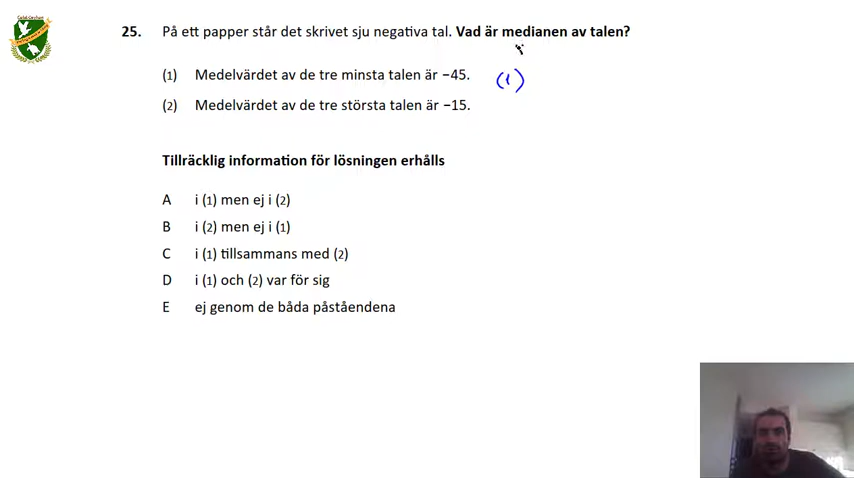 25. På ett papper står det skrivet sju negativa tal. Vad är medianen av talen?
(1) Medelvärdet av de tre minsta talen är −45. (1)
(2) Medelvärdet av de tre största talen är −15.
Tillräcklig information för lösningen erhålls
A i (1) men ej i (2)
B i (2) men ej i (1)
C i (1) tillsammans med (2)
D i (1) och (2) var för sig
E ej genom de båda påståendena